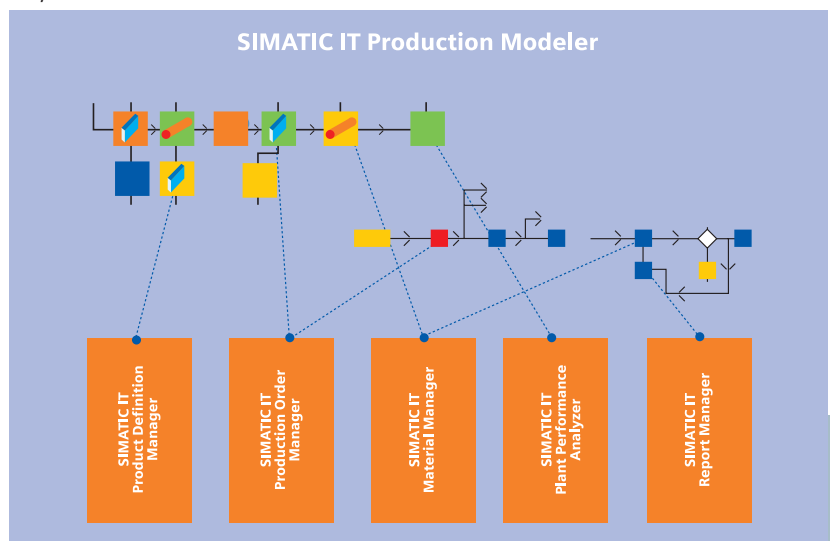 SIMATIC IT Production Modeler
SIMATIC IT
Product Definition
Manager
SIMATIC IT
Production Order
Manager
SIMATIC IT
Material Manager
SIMATIC IT
Plant Performance
Analyzer
SIMATIC IT
Report Manager